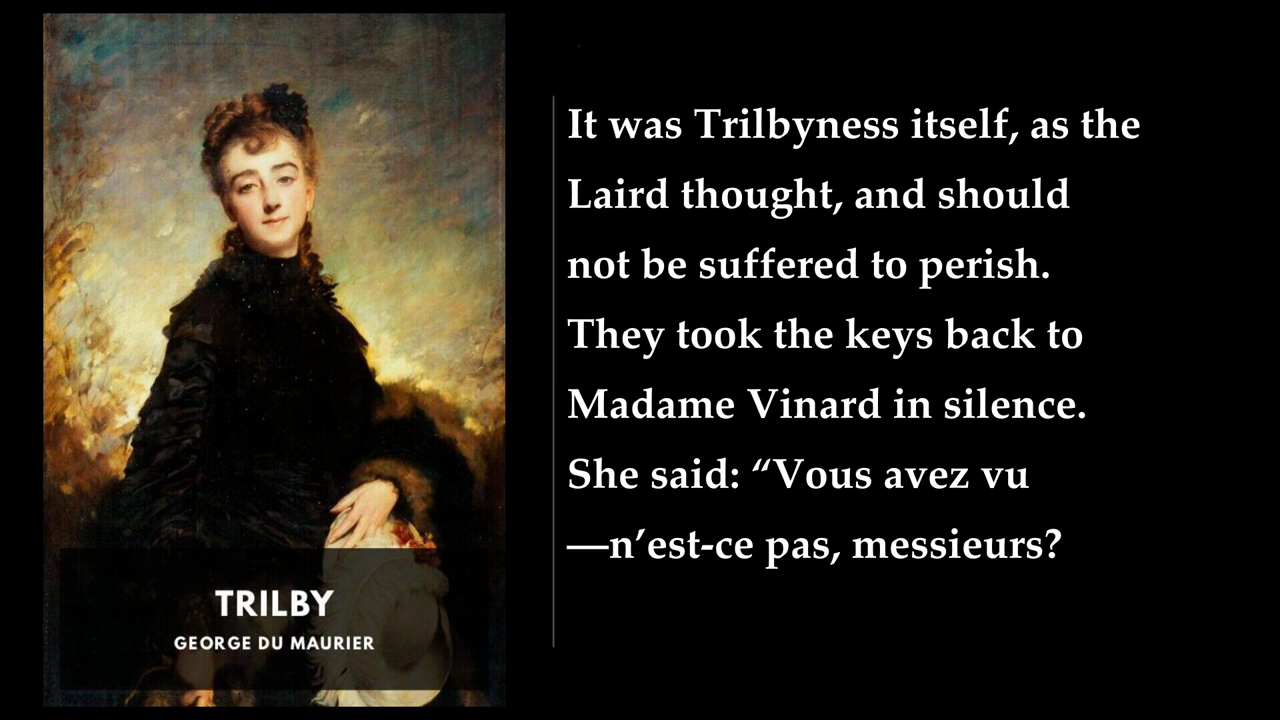 TRILBY
GEORGE DU MAURIER
It was Trilbyness itself, as the
Laird thought, and should
not be suffered to perish.
They took the keys back to
Madame Vinard in silence.
She said: “Vous avez vu
—n’est-ce pas, messieurs?